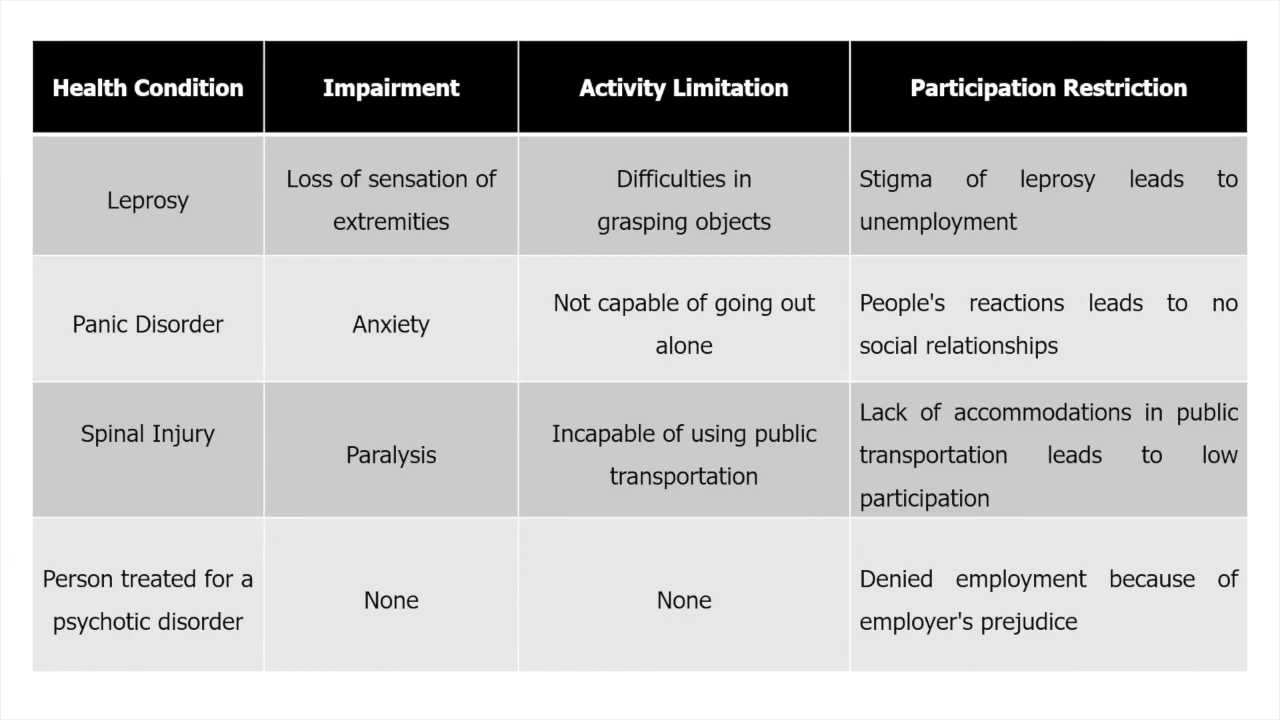 Health Condition
Impairment
Activity Limitation
Participation Restriction
Leprosy
Loss of sensation of
extremities
Difficulties in
grasping objects
Stigma of leprosy leads to
unemployment
Panic Disorder
Anxiety
Not capable of going out
alone
People's reactions leads to no
social relationships
Spinal Injury
Paralysis
Incapable of using public
transportation
Lack of accommodations in public
transportation leads to low
participation
Person treated for a
psychotic disorder
None
None
Denied employment because of
employer's prejudice